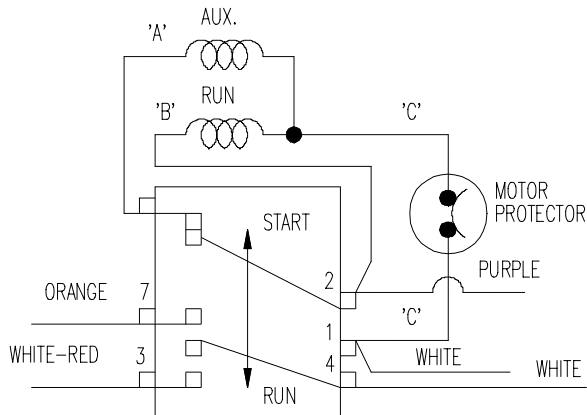 AUX.
'A'
RUN
'B'
'C'
MOTOR
PROTECTOR
START
PURPLE
2
ORANGE
7
'C'
1
WHITE-RED
3
WHITE
4
WHITE
RUN